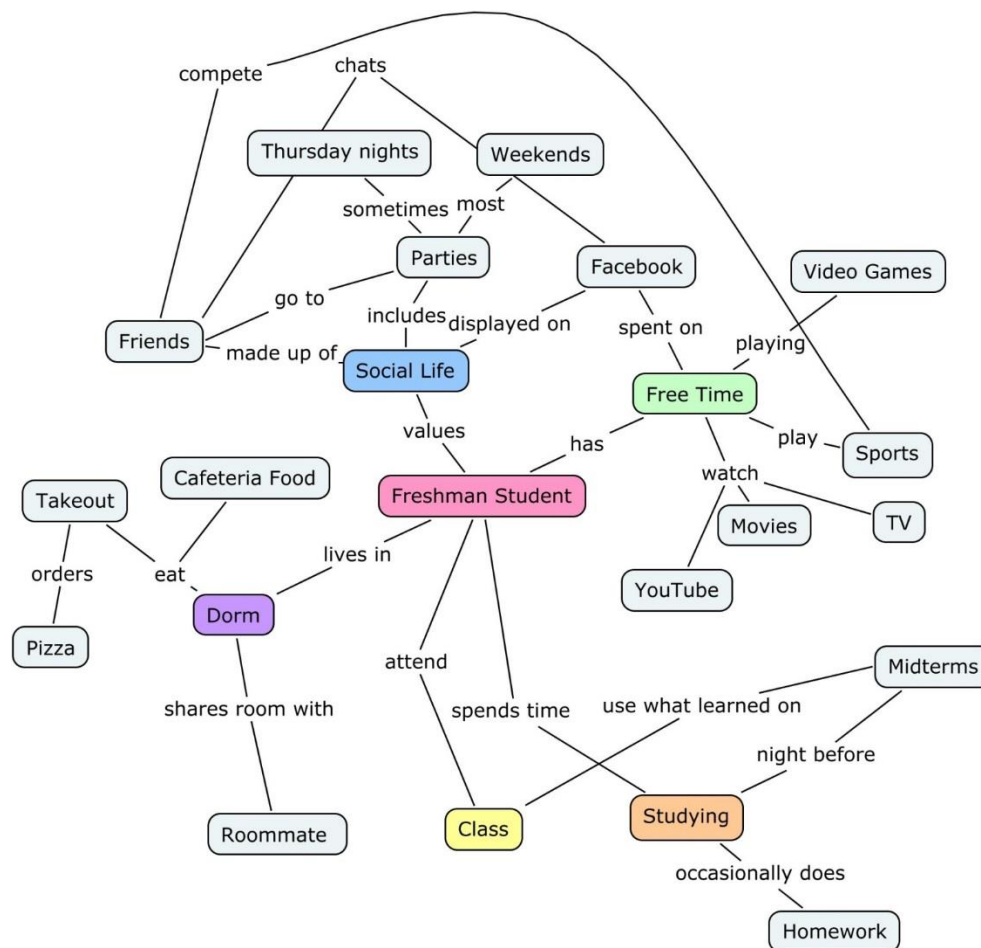 compete
chats
Thursday nights
Weekends
sometimes
most
Parties
Facebook
Video Games
go to
includes
displayed on
spent on
playing
Friends
made up of
Social Life
Free Time
values
has
play
Sports
Cafeteria Food
Takeout
Freshman Student
watch
Movies
TV
orders
eat
lives in
YouTube
Dorm
Pizza
attend
Midterms
shares room with
spends time
use what learned on
night before
Roommate
Class
Studying
occasionally does
Homework